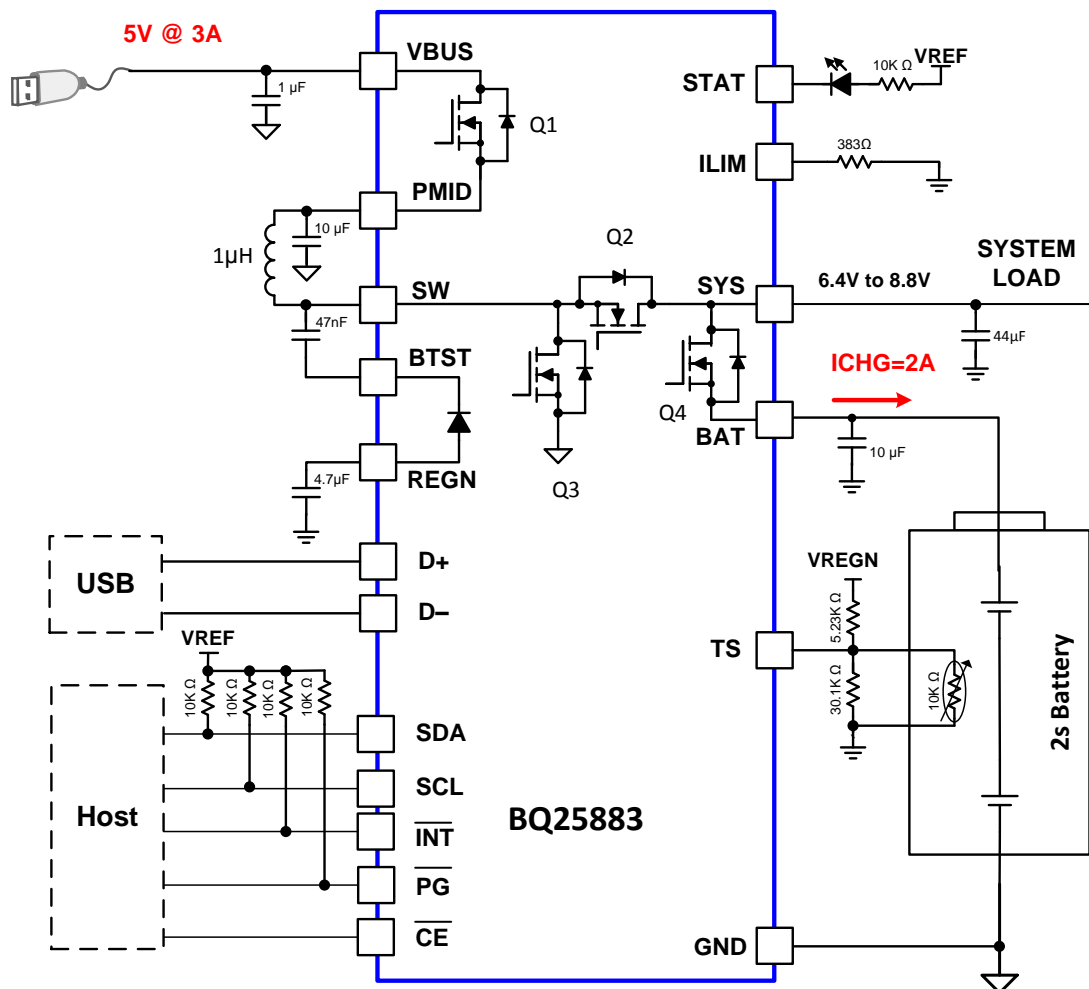 5V @ 3A
VBUS
1 µF
Q1
STAT
10K Ω
VREF
ILIM
383Ω
PMID
10 µF
1µH
Q2
SW
SYS
6.4V to 8.8V
SYSTEM
LOAD
47nF
44µF
BTST
ICHG=2A
Q4
BAT
10 µF
REGN
4.7µF
Q3
D+
USB
D–
VREGN
5.23K Ω
TS
30.1K Ω
10K Ω
2s Battery
VREF
10K Ω
10K Ω
10K Ω
10K Ω
SDA
SCL
Host
INT
BQ25883
PG
CE
GND